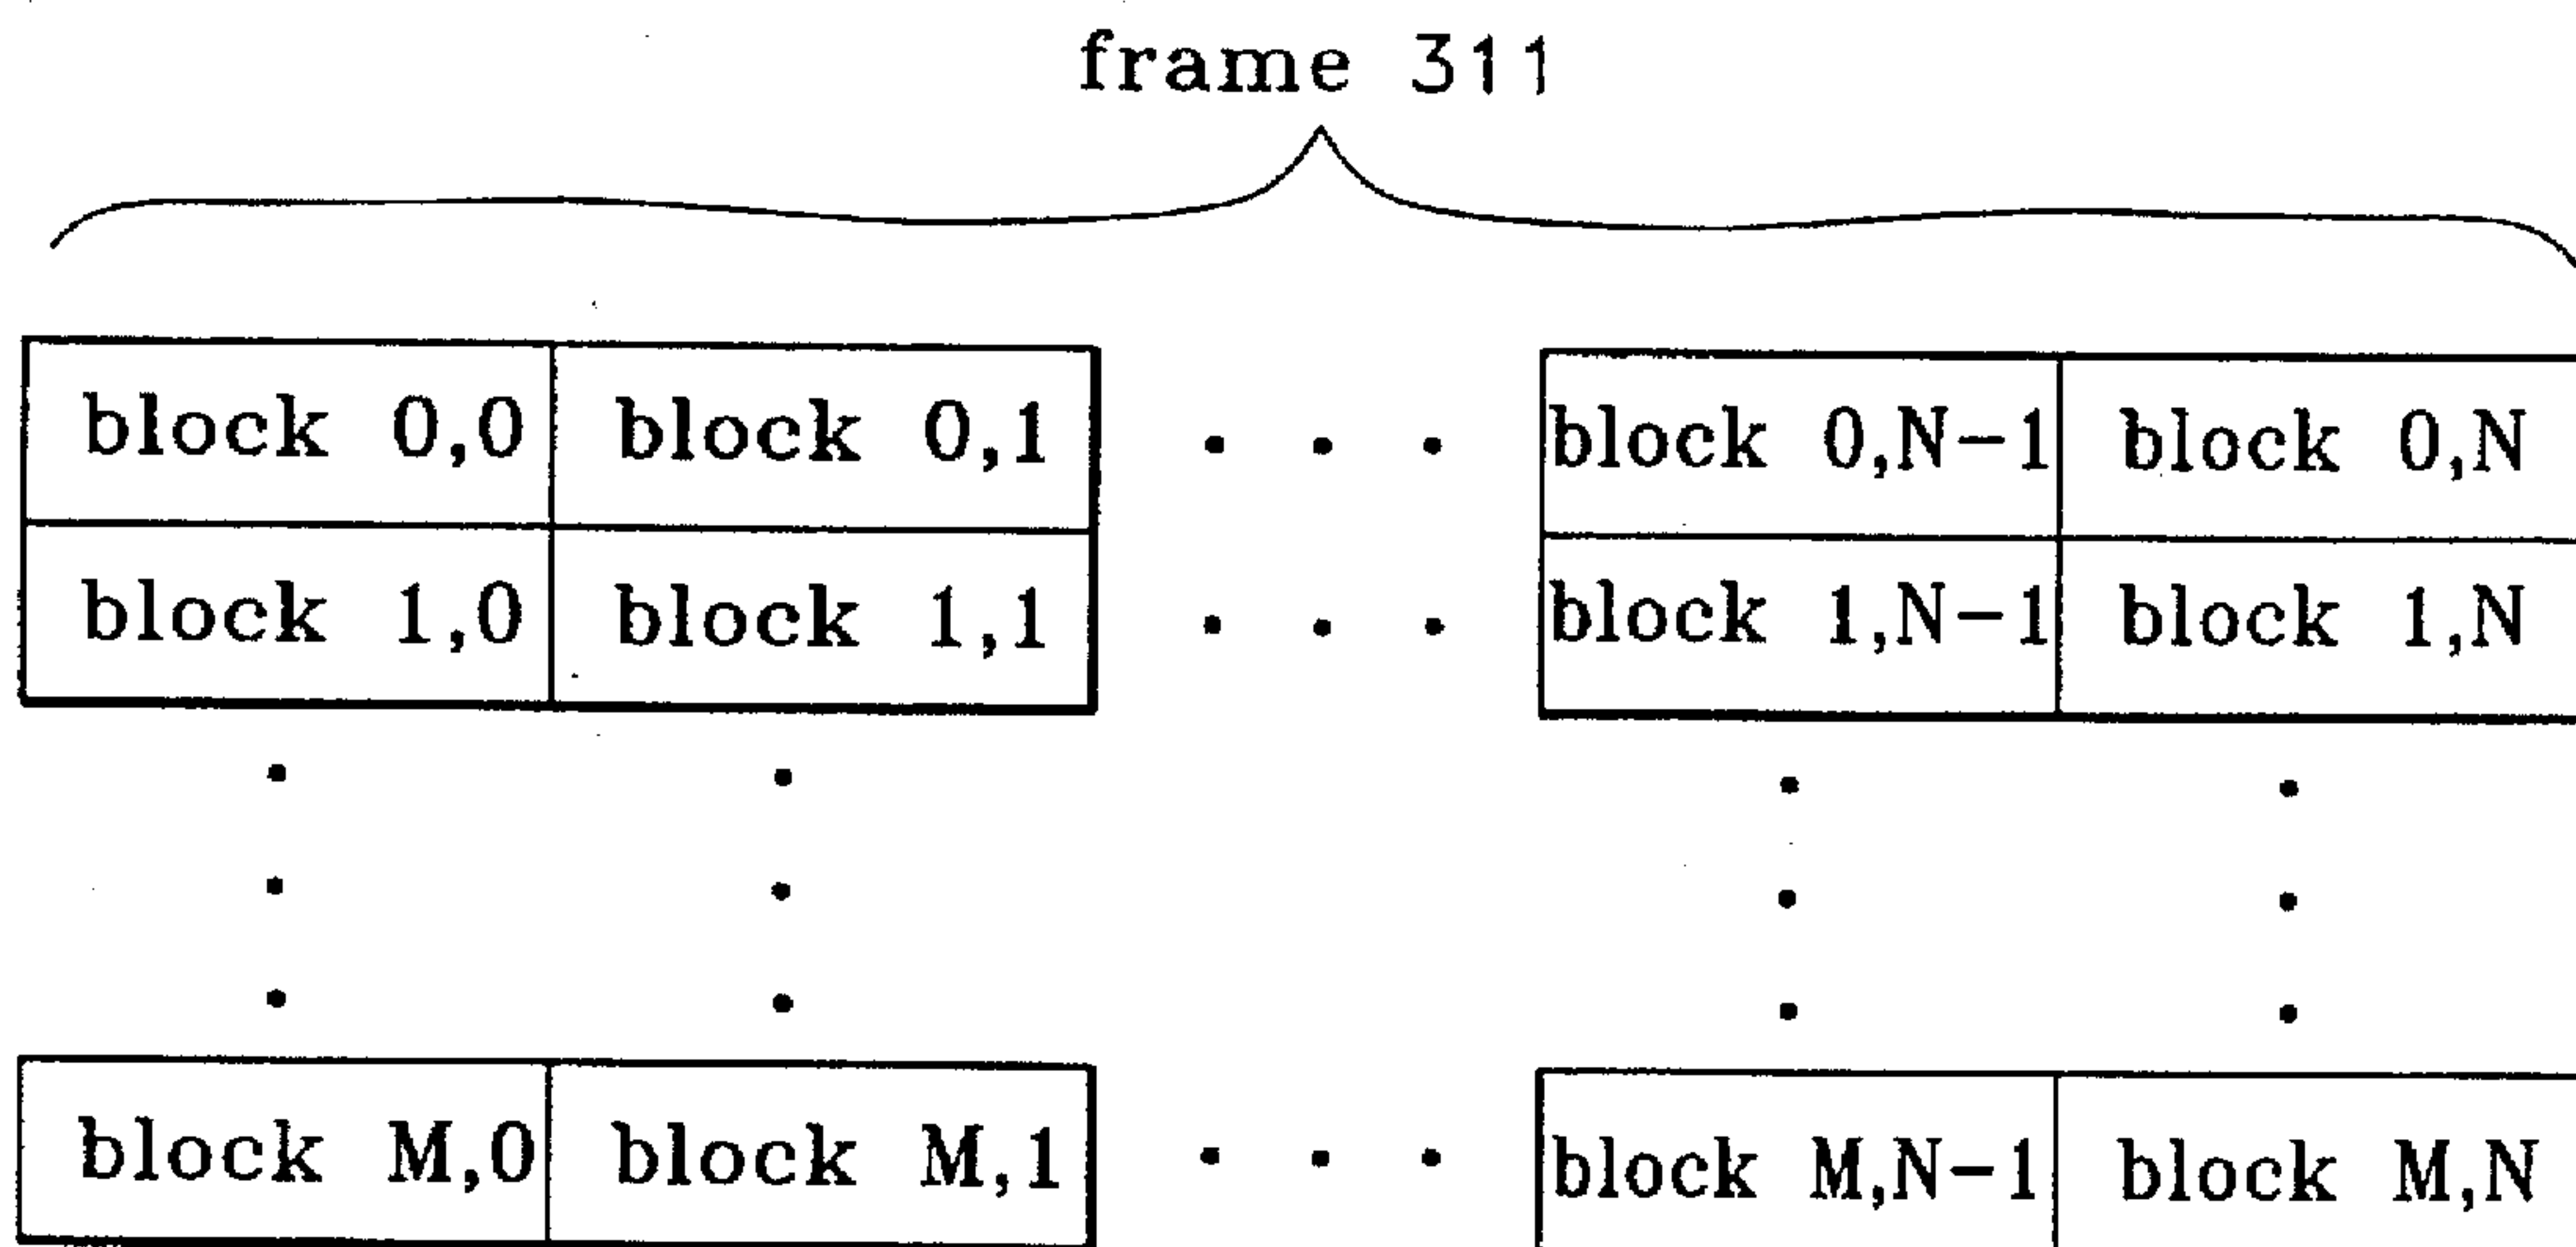 frame 311
block 0,0 block 0,1 . . . block 0,N-1 block 0,N
block 1,0 block 1,1 . . . block 1,N-1 block 1,N
block M,0 block M,1 . . . block M,N-1 block M,N